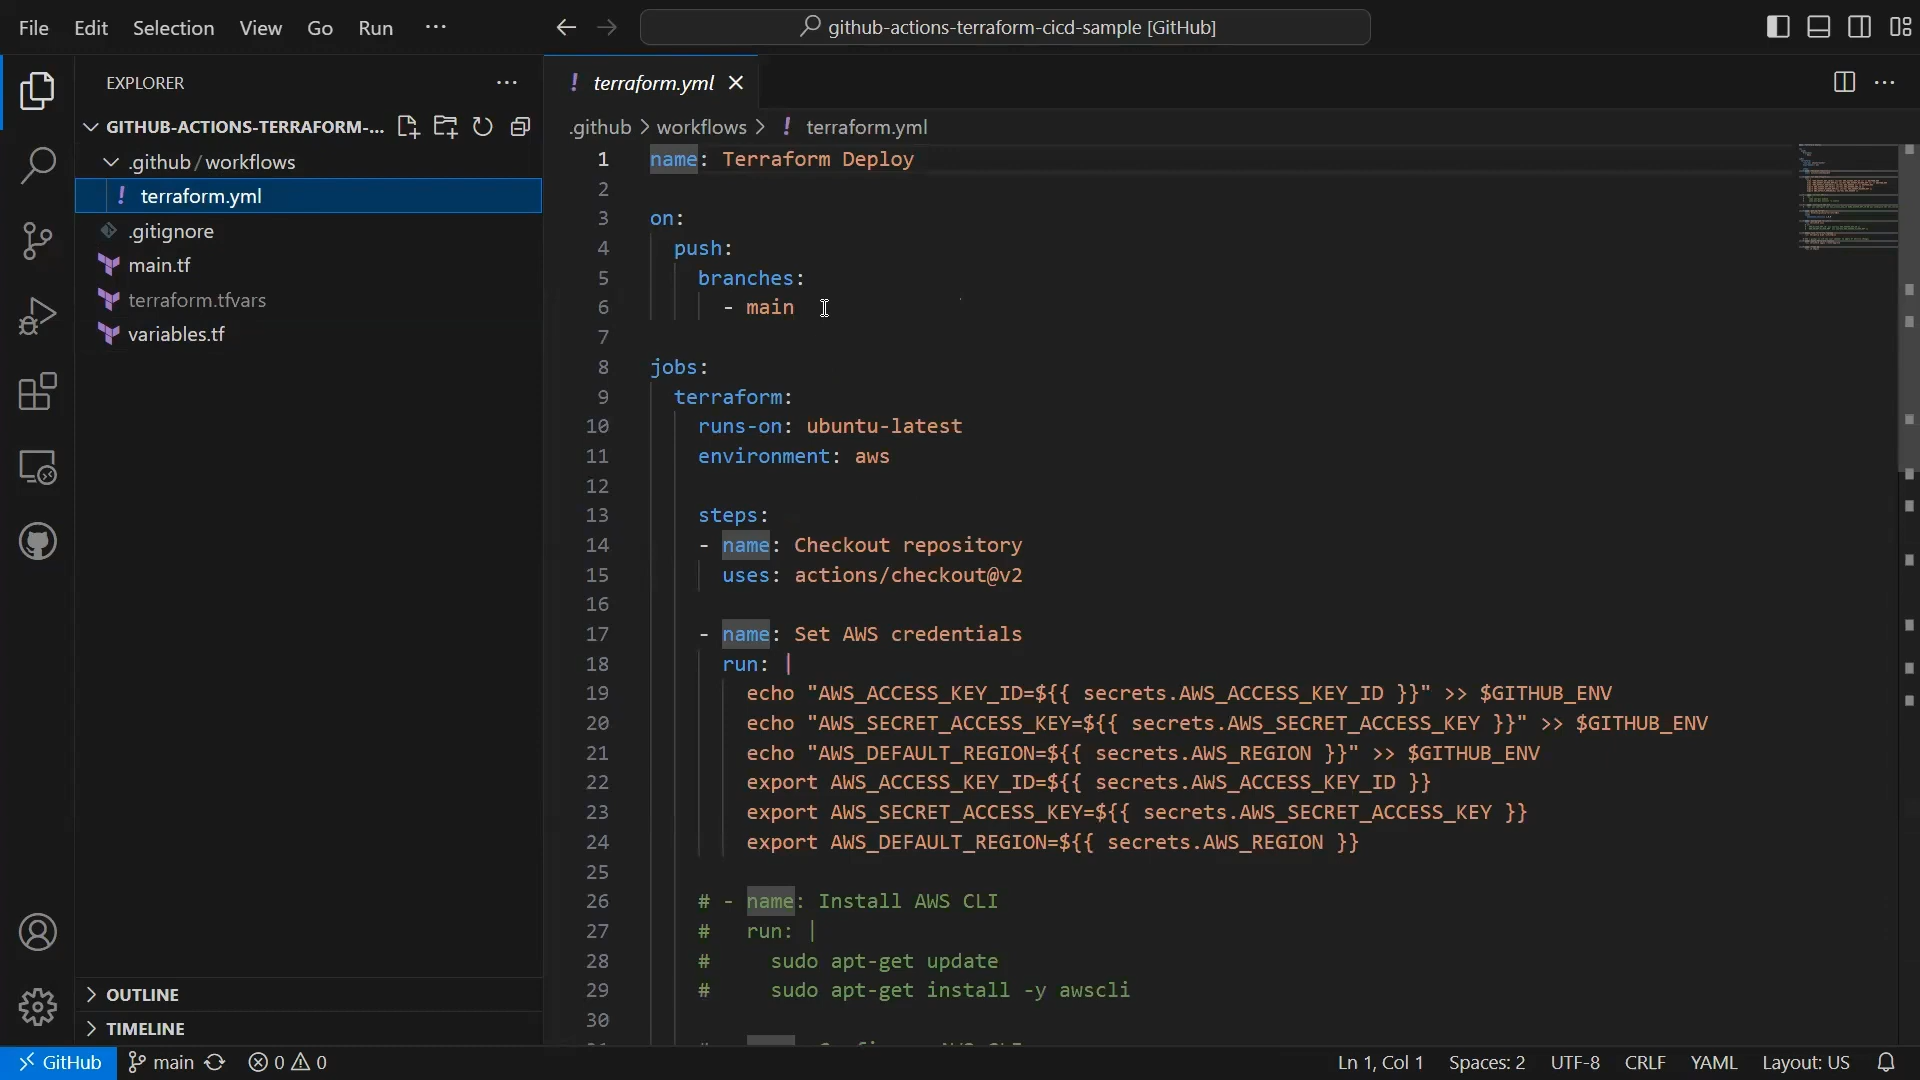 File Edit Selection View Go Run ···
github-actions-terraform-cicd-sample [GitHub]
EXPLORER
GITHUB-ACTIONS-TERRAFORM-...
.github/workflows
! terraform.yml
.gitignore
main.tf
terraform.tfvars
variables.tf
OUTLINE
TIMELINE
! terraform.yml
.github > workflows > ! terraform.yml
1 name: Terraform Deploy
2
3 on:
4 push:
5 branches:
6 - main
7
8 jobs:
9 terraform:
10 runs-on: ubuntu-latest
11 environment: aws
12
13 steps:
14 - name: Checkout repository
15 uses: actions/checkout@v2
16
17 - name: Set AWS credentials
18 run: |
19 echo "AWS_ACCESS_KEY_ID=${{ secrets.AWS_ACCESS_KEY_ID }}" >> $GITHUB_ENV
20 echo "AWS_SECRET_ACCESS_KEY=${{ secrets.AWS_SECRET_ACCESS_KEY }}" >> $GITHUB_ENV
21 echo "AWS_DEFAULT_REGION=${{ secrets.AWS_REGION }}" >> $GITHUB_ENV
22 export AWS_ACCESS_KEY_ID=${{ secrets.AWS_ACCESS_KEY_ID }}
23 export AWS_SECRET_ACCESS_KEY=${{ secrets.AWS_SECRET_ACCESS_KEY }}
24 export AWS_DEFAULT_REGION=${{ secrets.AWS_REGION }}
25
26 # - name: Install AWS CLI
27 # run: |
28 # sudo apt-get update
29 # sudo apt-get install -y awscli
30
GitHub main 0 0 Ln 1, Col 1 Spaces: 2 UTF-8 CRLF YAML Layout: US